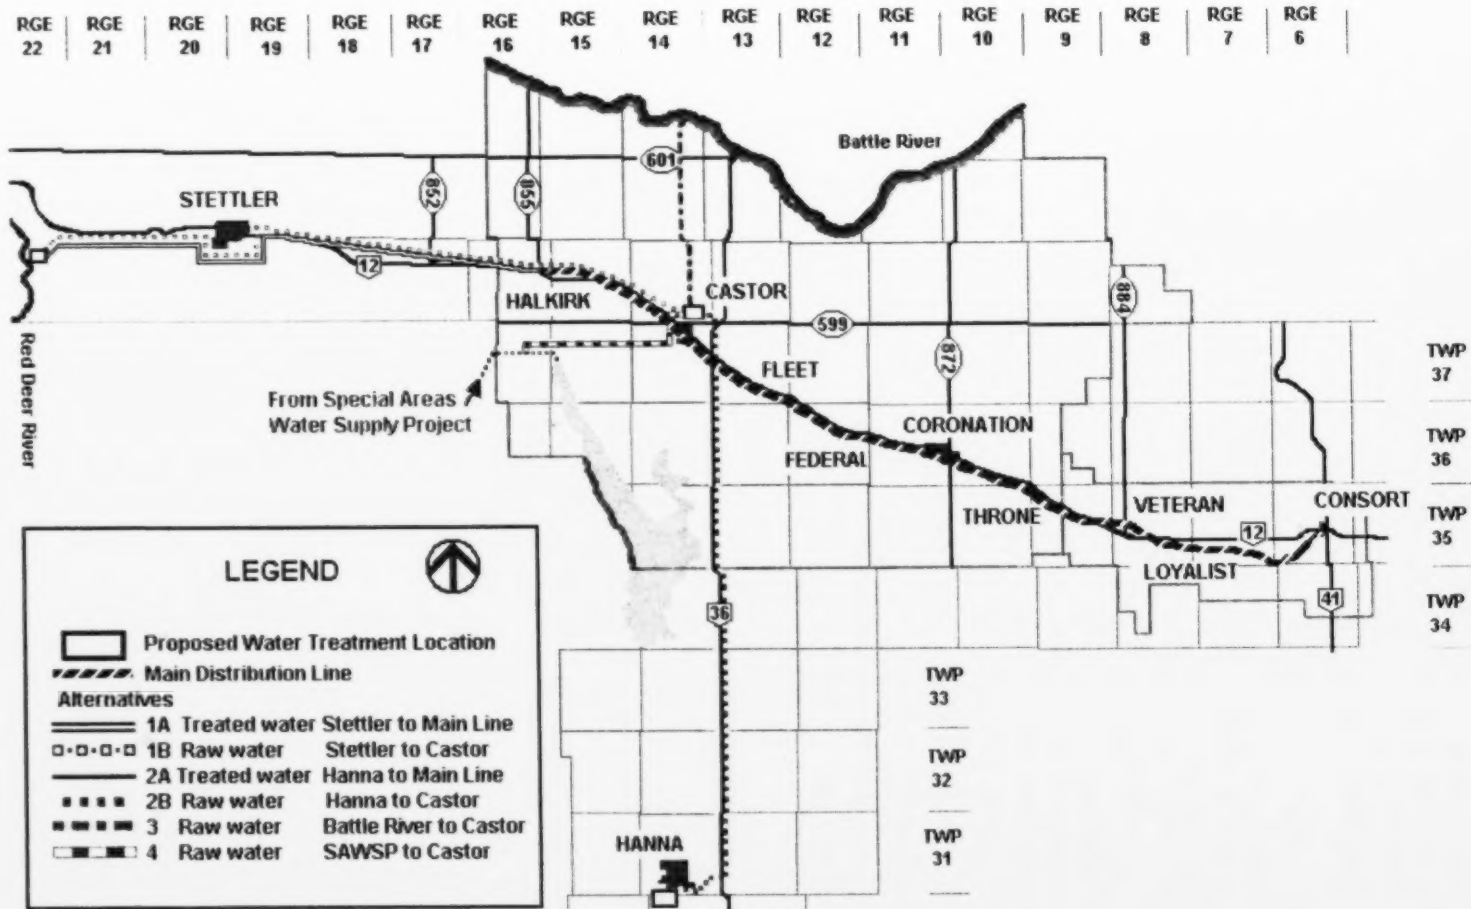 RGE RGE RGE RGE RGE RGE RGE RGE RGE RGE RGE RGE RGE RGE RGE RGE RGE
22 21 20 19 18 17 16 15 14 13 12 11 10 9 8 7 6
Battle River
601
STETTLER
852
855
12
HALKIRK
CASTOR
599
884
872
Red Deer River
TWP
37
FLEET
From Special Areas
Water Supply Project
CORONATION
TWP
36
FEDERAL
CONSORT
VETERAN
THRONE
12
TWP
35
LOYALIST
36
41
TWP
34
LEGEND
Proposed Water Treatment Location
Main Distribution Line
Alternatives
1A Treated water Stettler to Main Line
1B Raw water Stettler to Castor
2A Treated water Hanna to Main Line
2B Raw water Hanna to Castor
3 Raw water Battle River to Castor
4 Raw water SAWSP to Castor
TWP
33
TWP
32
HANNA
TWP
31